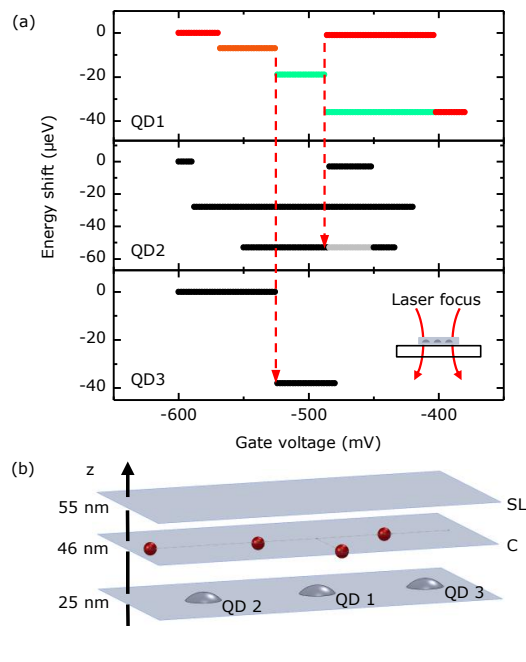 (a)
0
-20
-40
QD1
0
-20
-40
-60
QD2
0
-20
-40
QD3
Energy shift (µeV)
Laser focus
-600
-500
-400
Gate voltage (mV)
(b)
z
55 nm
SL
46 nm
C
25 nm
QD 2
QD 1
QD 3